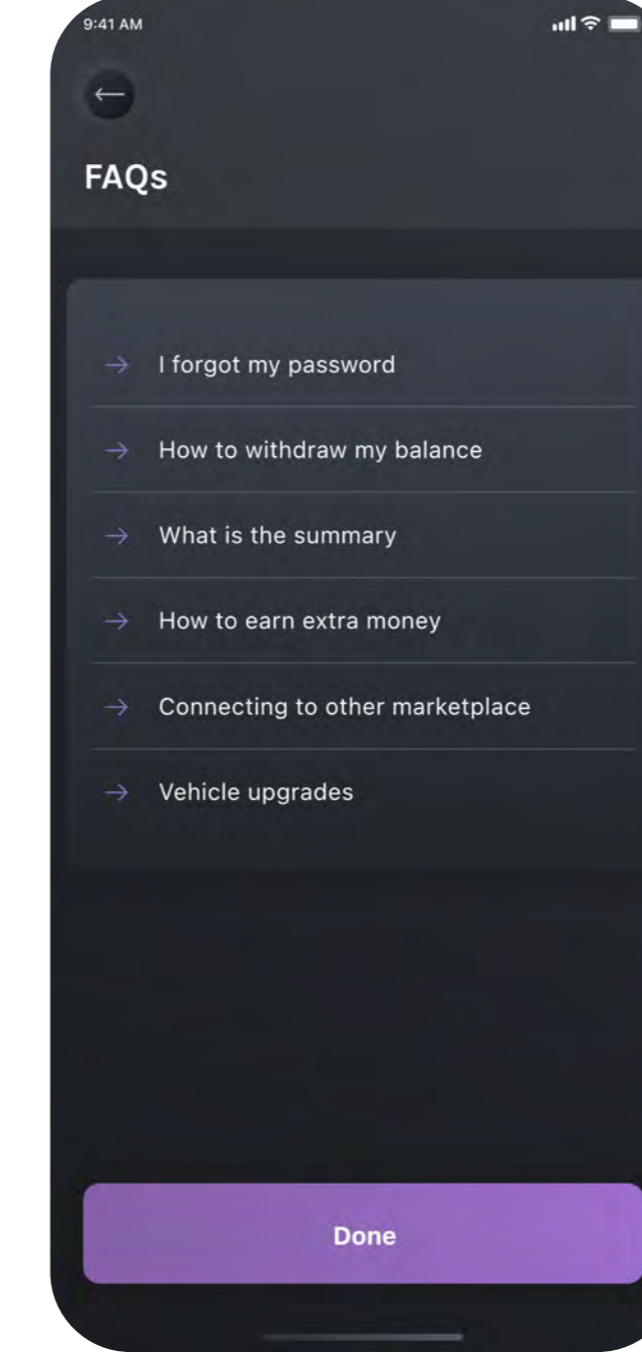 9:41 AM
FAQs
I forgot my password
How to withdraw my balance
What is the summary
How to earn extra money
Connecting to other marketplace
Vehicle upgrades
Done